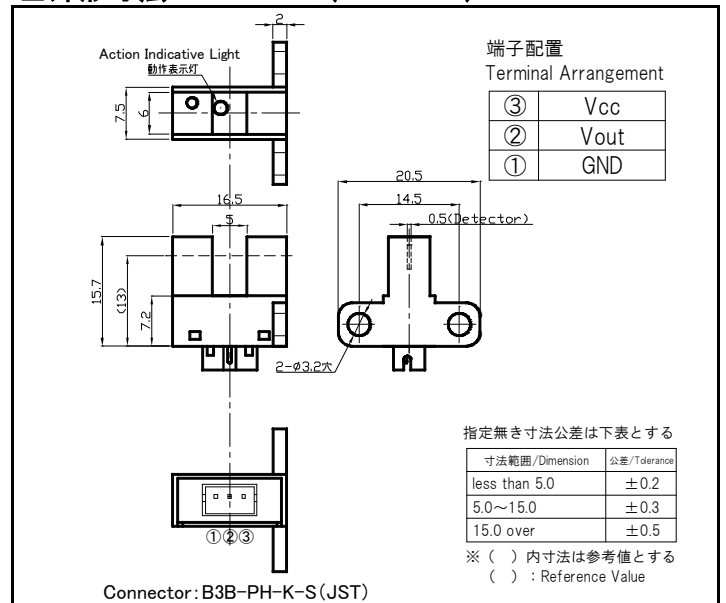 2
Action Indicative Light
動作表示灯
7.5
6
端子配置
Terminal Arrangement
③ Vcc
② Vout
① GND
16.5
5
20.5
14.5
0.5(Detector)
15.7
(13)
7.2
2-φ3.2穴
指定無き寸法公差は下表とする
寸法範囲/Dimension 公差/Tolerance
less than 5.0 ±0.2
5.0～15.0 ±0.3
15.0 over ±0.5
※（ ）内寸法は参考値とする
（ ）：Reference Value
①②③
Connector:B3B-PH-K-S(JST)